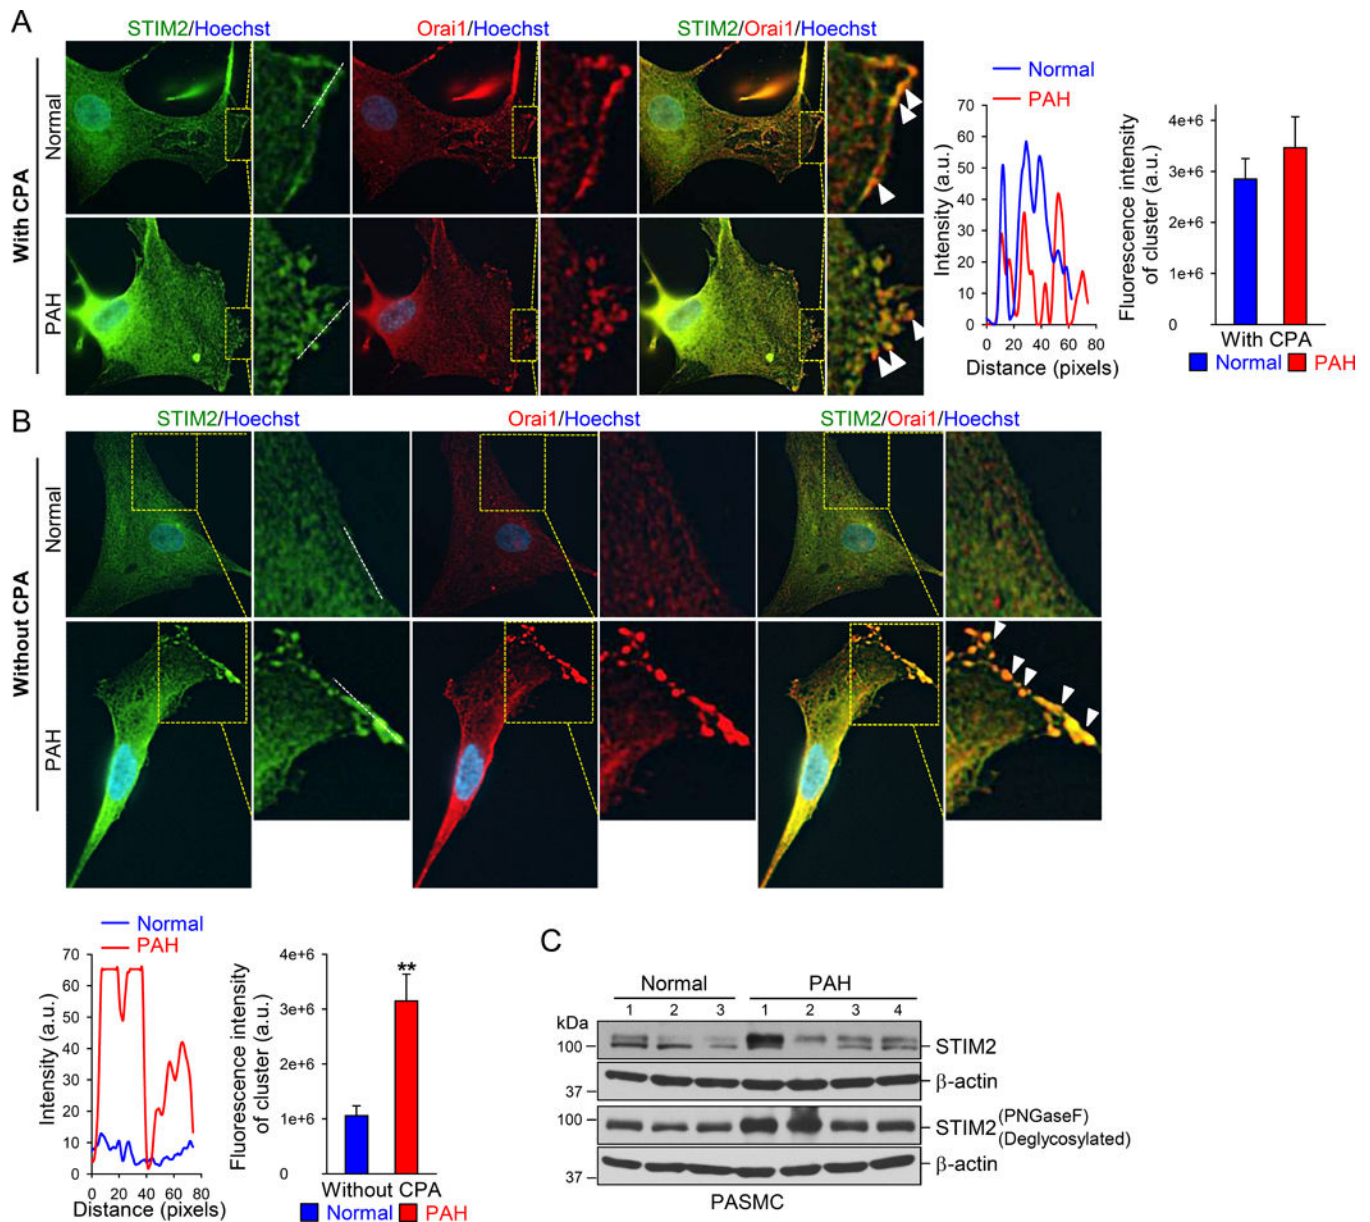 A
STIM2/Hoechst
Orai1/Hoechst
STIM2/Orai1/Hoechst
With CPA
Normal
PAH
Normal
PAH
Intensity (a.u.)
70
60
50
40
30
20
10
0
0 20 40 60 80
Distance (pixels)
Fluorescence intensity
of cluster (a.u.)
4e+6
3e+6
2e+6
1e+6
0
With CPA
Normal PAH
B
STIM2/Hoechst
Orai1/Hoechst
STIM2/Orai1/Hoechst
Without CPA
Normal
PAH
Normal
PAH
Intensity (a.u.)
70
60
50
40
30
20
10
0
0 20 40 60 80
Distance (pixels)
Fluorescence intensity
of cluster (a.u.)
4e+6
3e+6
2e+6
1e+6
0
**
Without CPA
Normal PAH
C
Normal PAH
1 2 3 1 2 3 4
kDa
100 STIM2
37 β-actin
100 STIM2 (PNGaseF)
(Deglycosylated)
37 β-actin
PASMC